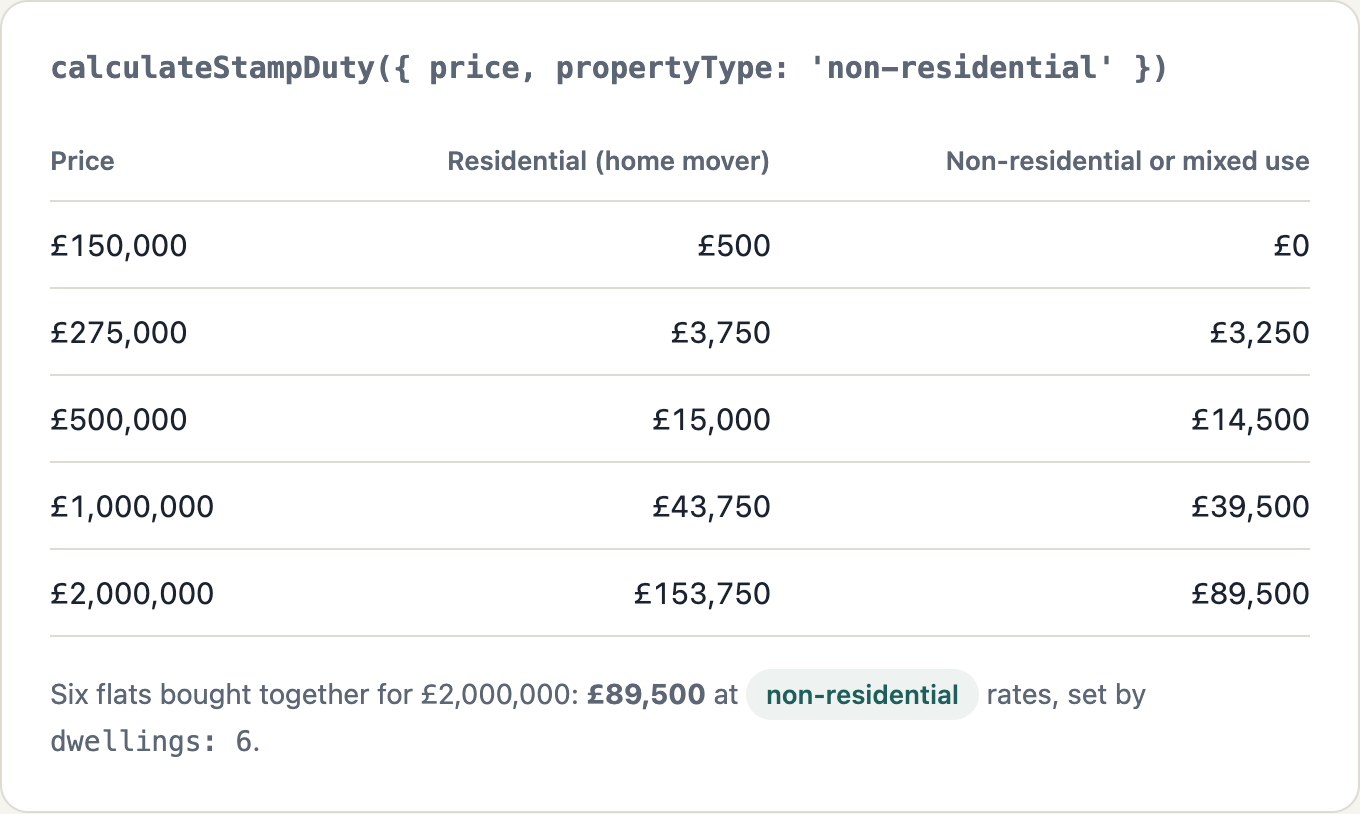 calculateStampDuty({ price, propertyType: 'non-residential' })
Price Residential (home mover) Non-residential or mixed use
£150,000 £500 £0
£275,000 £3,750 £3,250
£500,000 £15,000 £14,500
£1,000,000 £43,750 £39,500
£2,000,000 £153,750 £89,500
Six flats bought together for £2,000,000: £89,500 at non-residential rates, set by
dwellings: 6.